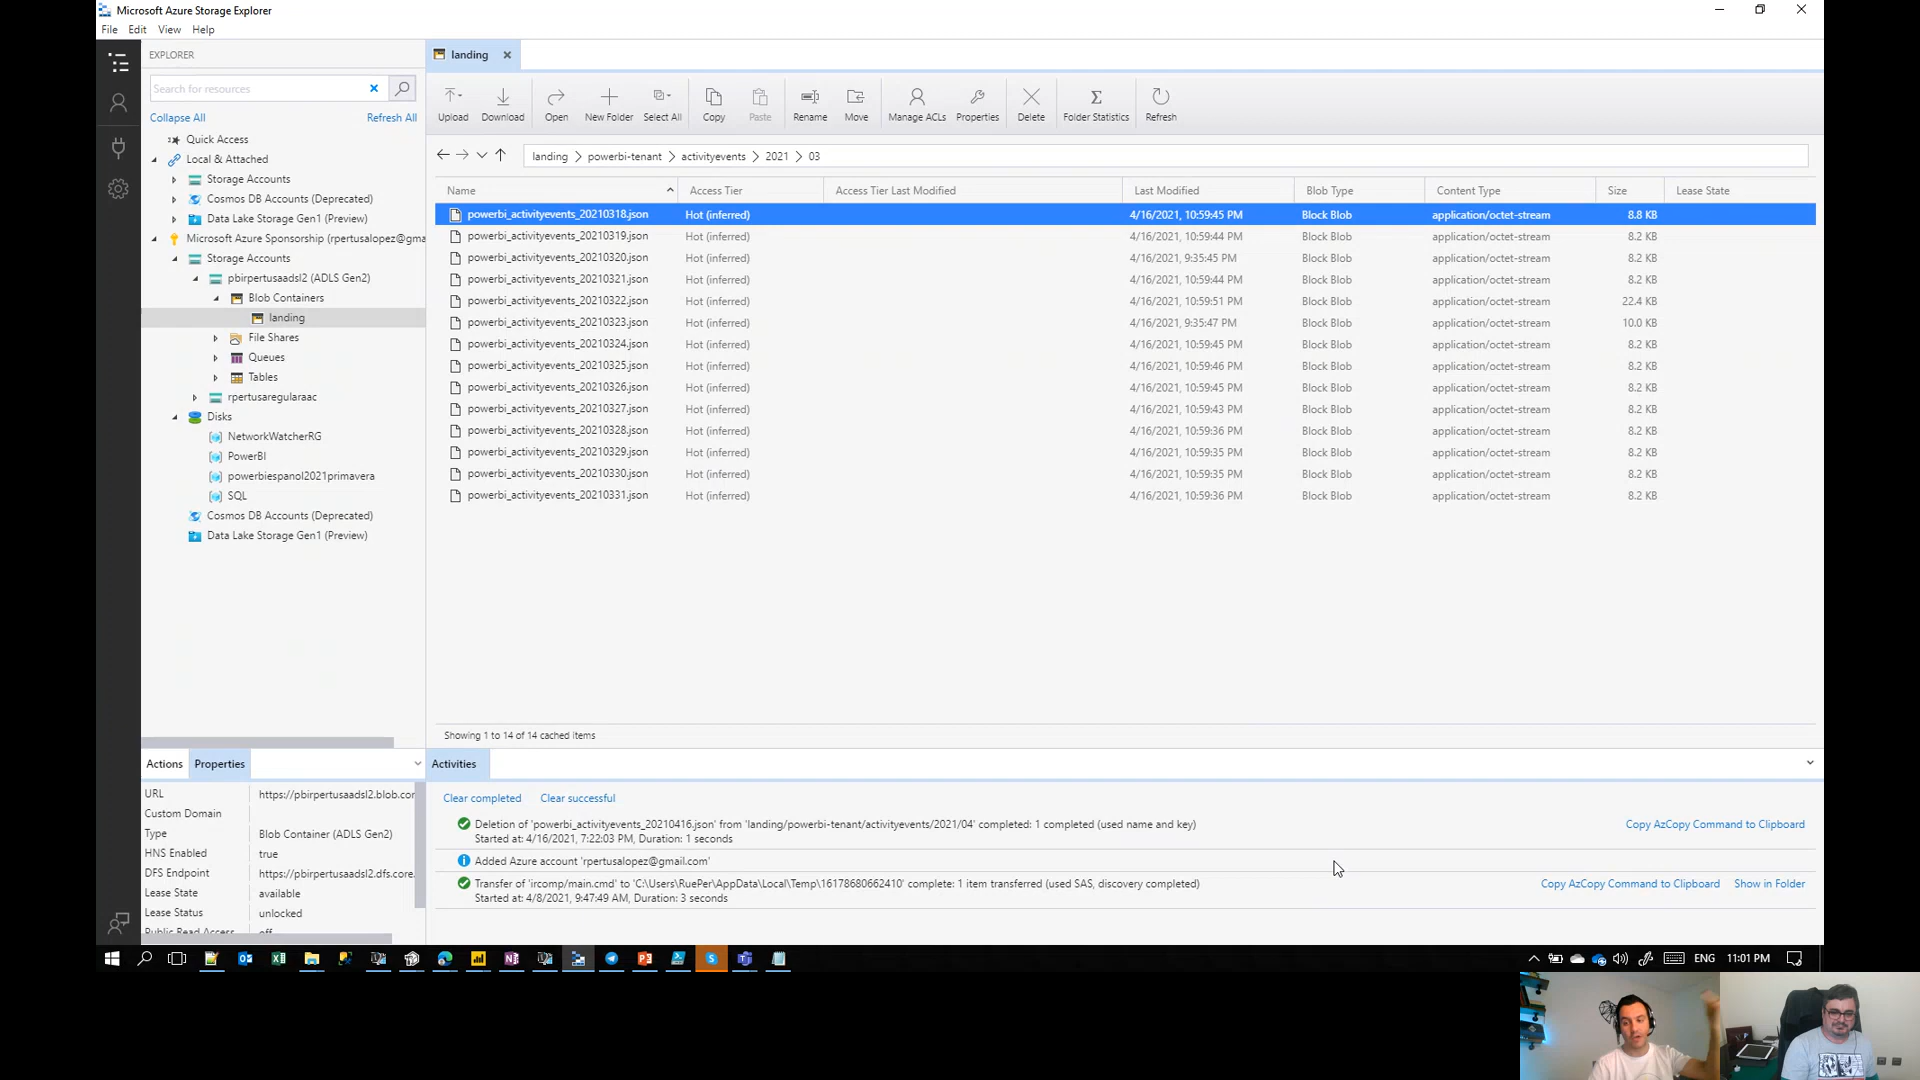 Microsoft Azure Storage Explorer
File Edit View Help
EXPLORER
landing
Search for resources
Collapse All Refresh All
Upload Download Open New Folder Select All Copy Paste Rename Move Manage ACLs Properties Delete Folder Statistics Refresh
Quick Access
Local & Attached
Storage Accounts
Cosmos DB Accounts (Deprecated)
Data Lake Storage Gen1 (Preview)
Microsoft Azure Sponsorship (rpertusalopez@gma
Storage Accounts
pbirpertusaadsl2 (ADLS Gen2)
Blob Containers
landing
File Shares
Queues
Tables
rpertusaregularaac
Disks
NetworkWatcherRG
PowerBI
powerbiespanol2021primavera
SQL
Cosmos DB Accounts (Deprecated)
Data Lake Storage Gen1 (Preview)
landing powerbi-tenant activityevents 2021 03
Name Access Tier Access Tier Last Modified Last Modified Blob Type Content Type Size Lease State
powerbi_activityevents_20210318.json Hot (inferred) 4/16/2021, 10:59:45 PM Block Blob application/octet-stream 8.8 KB
powerbi_activityevents_20210319.json Hot (inferred) 4/16/2021, 10:59:44 PM Block Blob application/octet-stream 8.2 KB
powerbi_activityevents_20210320.json Hot (inferred) 4/16/2021, 9:35:45 PM Block Blob application/octet-stream 8.2 KB
powerbi_activityevents_20210321.json Hot (inferred) 4/16/2021, 10:59:44 PM Block Blob application/octet-stream 8.2 KB
powerbi_activityevents_20210322.json Hot (inferred) 4/16/2021, 10:59:51 PM Block Blob application/octet-stream 22.4 KB
powerbi_activityevents_20210323.json Hot (inferred) 4/16/2021, 9:35:47 PM Block Blob application/octet-stream 10.0 KB
powerbi_activityevents_20210324.json Hot (inferred) 4/16/2021, 10:59:45 PM Block Blob application/octet-stream 8.2 KB
powerbi_activityevents_20210325.json Hot (inferred) 4/16/2021, 10:59:46 PM Block Blob application/octet-stream 8.2 KB
powerbi_activityevents_20210326.json Hot (inferred) 4/16/2021, 10:59:45 PM Block Blob application/octet-stream 8.2 KB
powerbi_activityevents_20210327.json Hot (inferred) 4/16/2021, 10:59:43 PM Block Blob application/octet-stream 8.2 KB
powerbi_activityevents_20210328.json Hot (inferred) 4/16/2021, 10:59:36 PM Block Blob application/octet-stream 8.2 KB
powerbi_activityevents_20210329.json Hot (inferred) 4/16/2021, 10:59:35 PM Block Blob application/octet-stream 8.2 KB
powerbi_activityevents_20210330.json Hot (inferred) 4/16/2021, 10:59:35 PM Block Blob application/octet-stream 8.2 KB
powerbi_activityevents_20210331.json Hot (inferred) 4/16/2021, 10:59:36 PM Block Blob application/octet-stream 8.2 KB
Showing 1 to 14 of 14 cached items
Actions Properties
URL https://pbirpertusaadsl2.blob.cor
Custom Domain
Type Blob Container (ADLS Gen2)
HNS Enabled true
DFS Endpoint https://pbirpertusaadsl2.dfs.core.
Lease State available
Lease Status unlocked
Public Read Access off
Activities
Clear completed Clear successful
Deletion of 'powerbi_activityevents_20210416.json' from 'landing/powerbi-tenant/activityevents/2021/04' completed: 1 completed (used name and key) Copy AzCopy Command to Clipboard
Started at: 4/16/2021, 7:22:03 PM, Duration: 1 seconds
Added Azure account 'rpertusalopez@gmail.com'
Transfer of 'ircomp/main.cmd' to 'C:\Users\RuePer\AppData\Local\Temp\16178680662410' complete: 1 item transferred (used SAS, discovery completed) Copy AzCopy Command to Clipboard Show in Folder
Started at: 4/8/2021, 9:47:49 AM, Duration: 3 seconds
ENG 11:01 PM